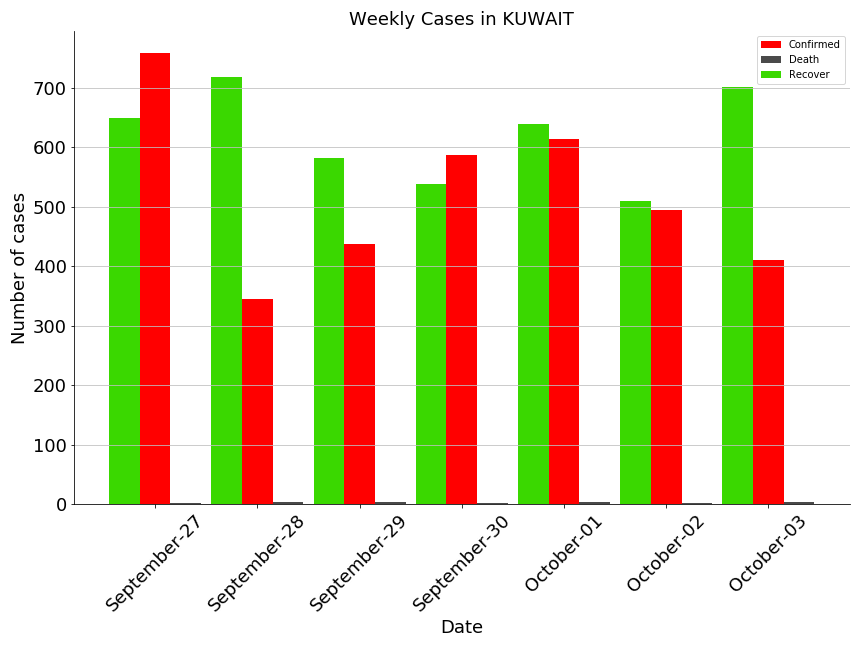 Weekly Cases in KUWAIT
Confirmed
Death
Recover
Number of cases
700
600
500
400
300
200
100
0
September-27
September-28
September-29
September-30
October-01
October-02
October-03
Date